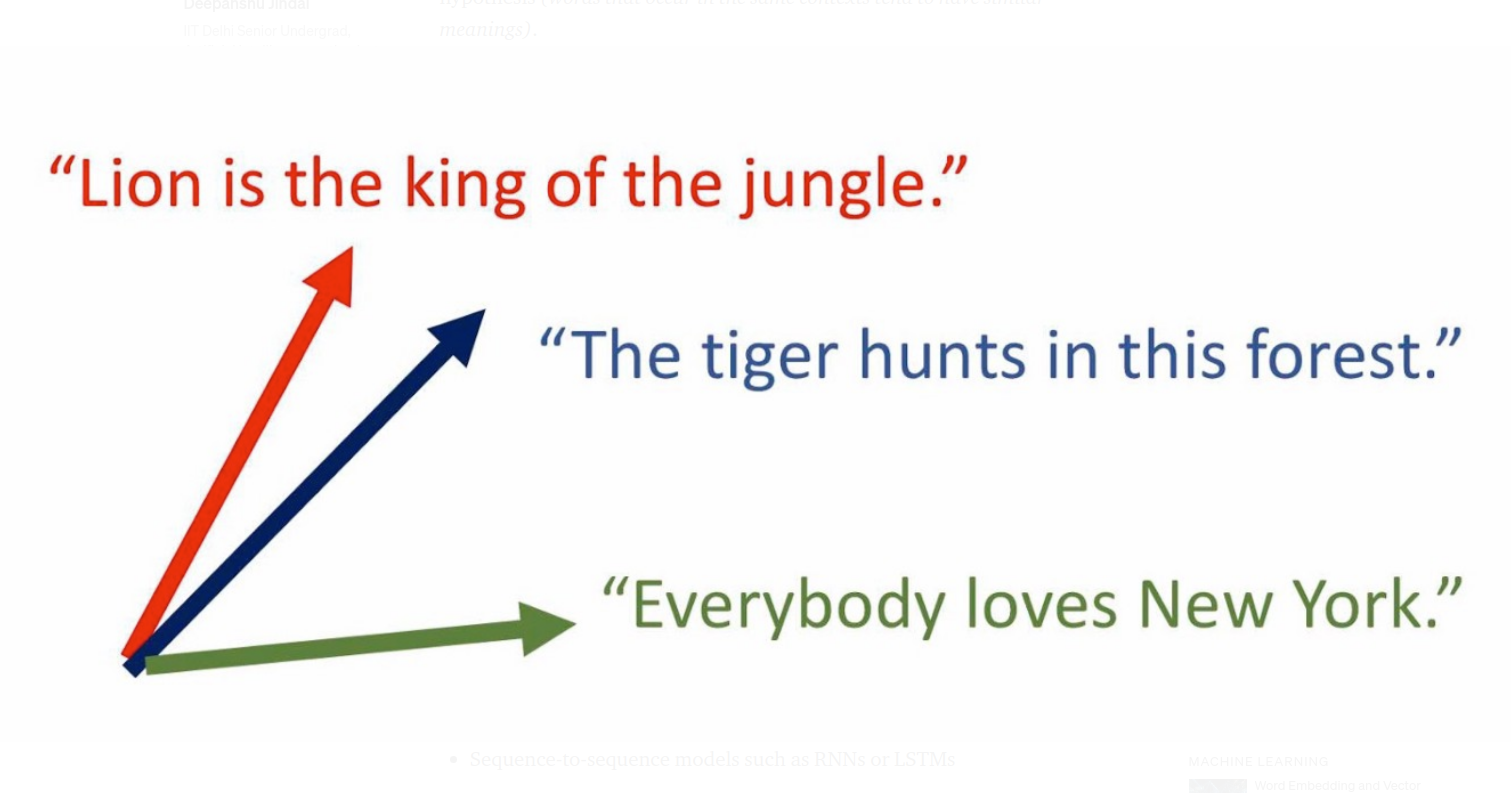 Deepanshu Jindal
IIT Delhi Senior Undergrad.
hypothesis (words that occur in the same contexts tend to have similar
meanings).
“Lion is the king of the jungle.”
“The tiger hunts in this forest.”
“Everybody loves New York.”
• Sequence-to-sequence models such as RNNs or LSTMs
MACHINE LEARNING
Word Embedding and Vector